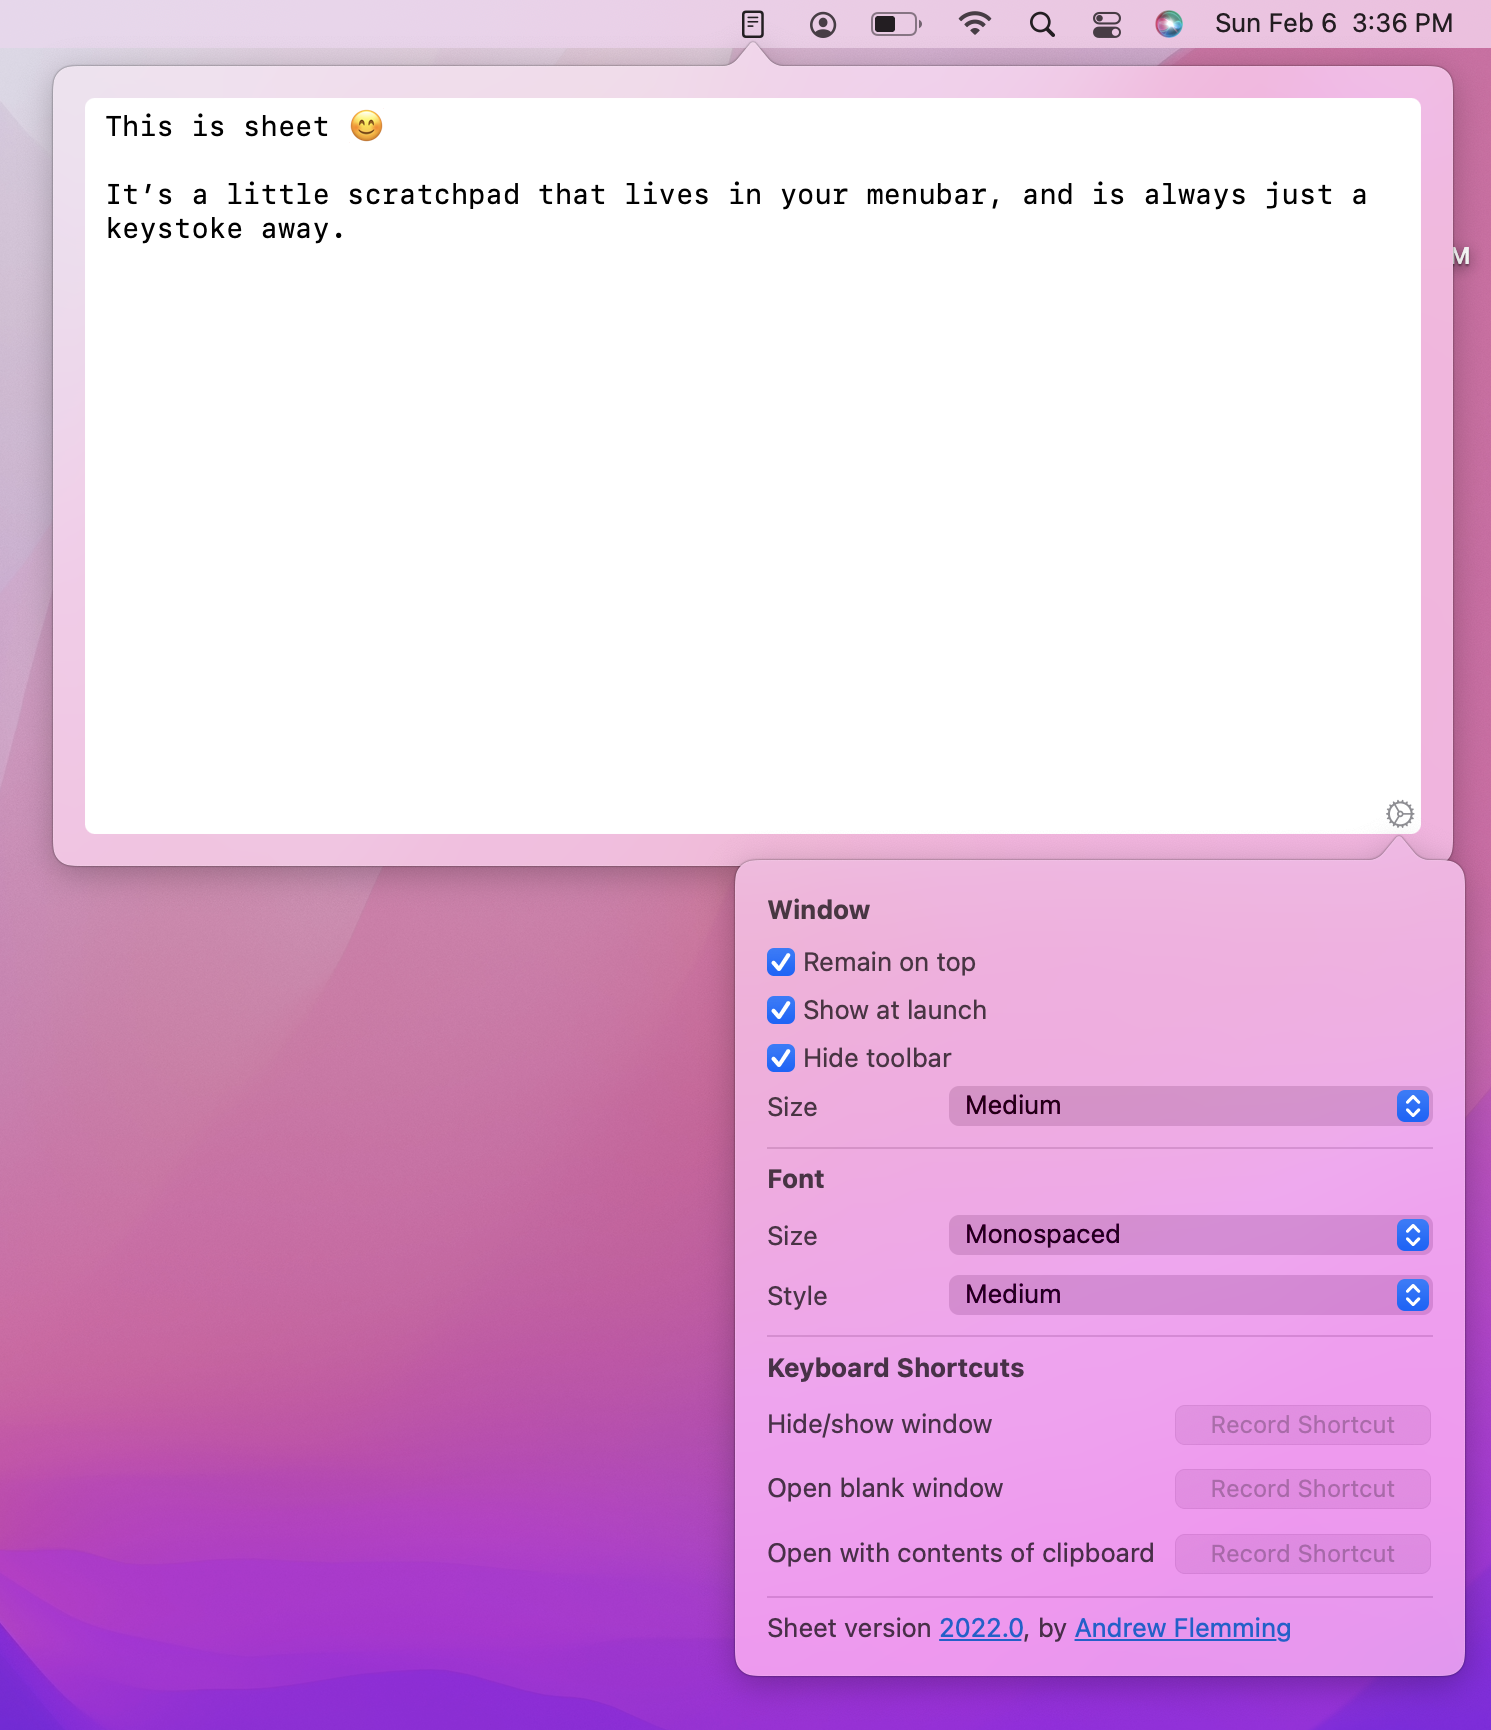 Sun Feb 6 3:36 PM
This is sheet 😊
It’s a little scratchpad that lives in your menubar, and is always just a
keystoke away.
M
Window
Remain on top
Show at launch
Hide toolbar
Size Medium
Font
Size Monospaced
Style Medium
Keyboard Shortcuts
Hide/show window Record Shortcut
Open blank window Record Shortcut
Open with contents of clipboard Record Shortcut
Sheet version 2022.0, by Andrew Flemming